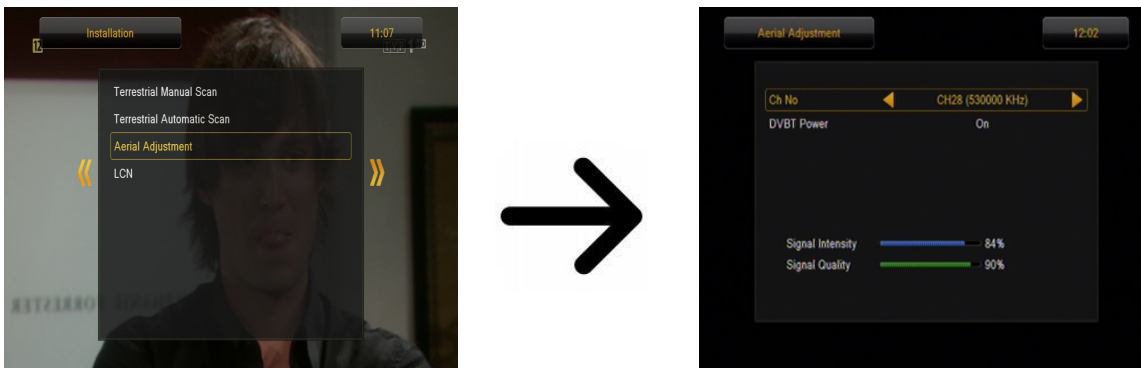 Installation
11:07
12
Terrestrial Manual Scan
Terrestrial Automatic Scan
Aerial Adjustment
LCN
Aerial Adjustment
12:02
Ch No
CH28 (530000 KHz)
DVBT Power
On
Signal Intensity
84%
Signal Quality
90%